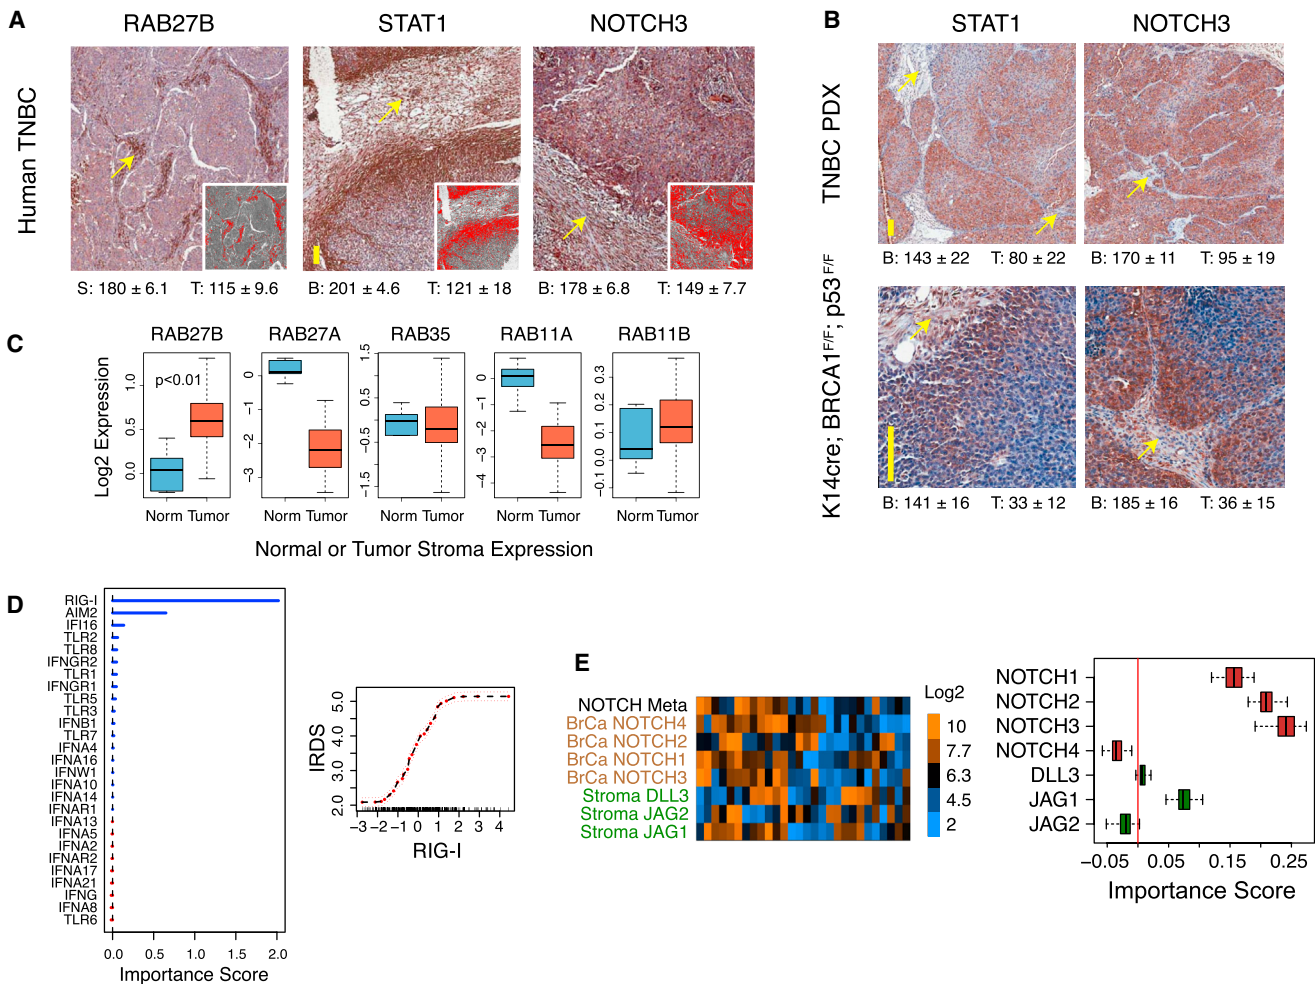 A
RAB27B
STAT1
NOTCH3
Human TNBC
S: 180 ± 6.1
T: 115 ± 9.6
B: 201 ± 4.6
T: 121 ± 18
B: 178 ± 6.8
T: 149 ± 7.7
B
STAT1
NOTCH3
TNBC PDX
B: 143 ± 22
T: 80 ± 22
B: 170 ± 11
T: 95 ± 19
K14cre; BRCA1F/F; p53F/F
B: 141 ± 16
T: 33 ± 12
B: 185 ± 16
T: 36 ± 15
C
RAB27B
RAB27A
RAB35
RAB11A
RAB11B
Log2 Expression
p<0.01
1.0
0.5
0.0
0
−1
−2
−3
1.5
0.5
−0.5
−1.5
0
−1
−2
−3
−4
0.3
0.2
0.1
0.0
−0.1
Norm Tumor
Norm Tumor
Norm Tumor
Norm Tumor
Norm Tumor
Normal or Tumor Stroma Expression
D
RIG-I
AIM2
IFI16
TLR2
TLR8
IFNGR2
TLR1
IFNGR1
TLR5
TLR3
IFNB1
TLR7
IFNA4
IFNA16
IFNW1
IFNA10
IFNA14
IFNAR1
IFNA13
IFNA5
IFNA2
IFNAR2
IFNA17
IFNA21
IFNG
IFNA8
TLR6
0.0 0.5 1.0 1.5 2.0
Importance Score
IRDS
5.0
4.0
3.0
2.0
−3 −2 −1 0 1 2 3 4
RIG-I
E
NOTCH Meta
BrCa NOTCH4
BrCa NOTCH2
BrCa NOTCH1
BrCa NOTCH3
Stroma DLL3
Stroma JAG2
Stroma JAG1
Log2
10
7.7
6.3
4.5
2
NOTCH1
NOTCH2
NOTCH3
NOTCH4
DLL3
JAG1
JAG2
−0.05 0.05 0.15 0.25
Importance Score